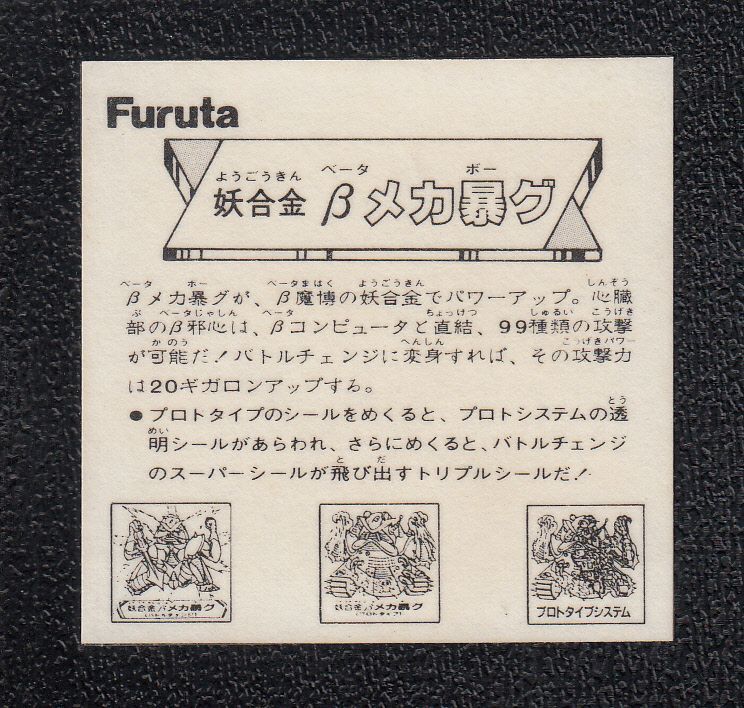 Furuta
ようごうきん ベータ ボー
妖合金 βメカ暴グ
ベータ ボー ベータまはく ようごうきん しんぞう
βメカ暴グが、β魔博の妖合金でパワーアップ。心臓
ぶ ベータじゃしん ベータ ちょっけつ しゅるい こうげき
部のβ邪心は、βコンピュータと直結、99種類の攻撃
かのう へんしん こうげきパワー
が可能だ!バトルチェンジに変身すれば、その攻撃力
は20ギガロンアップする。
●プロトタイプのシールをめくると、プロトシステムの透
とう
めい
明シールがあらわれ、さらにめくると、バトルチェンジ
と だ
のスーパーシールが飛び出すトリプルシールだ!
妖合金βメカ暴グ
妖合金βメカ暴グ
プロトタイプシステム